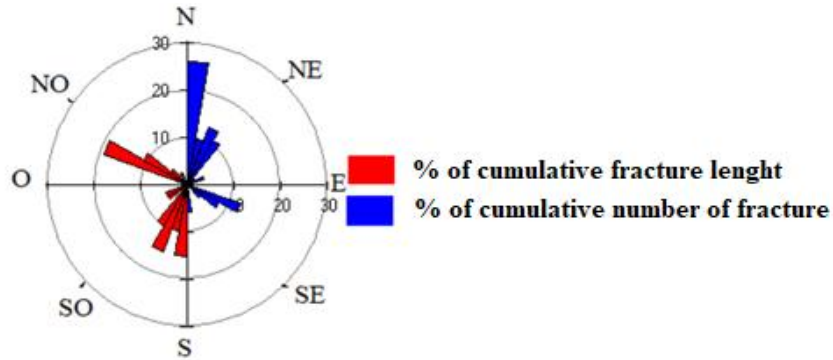 N
30
NE
NO
20
10
O
E
10
20
30
SO
SE
S
% of cumulative fracture lenght
% of cumulative number of fracture